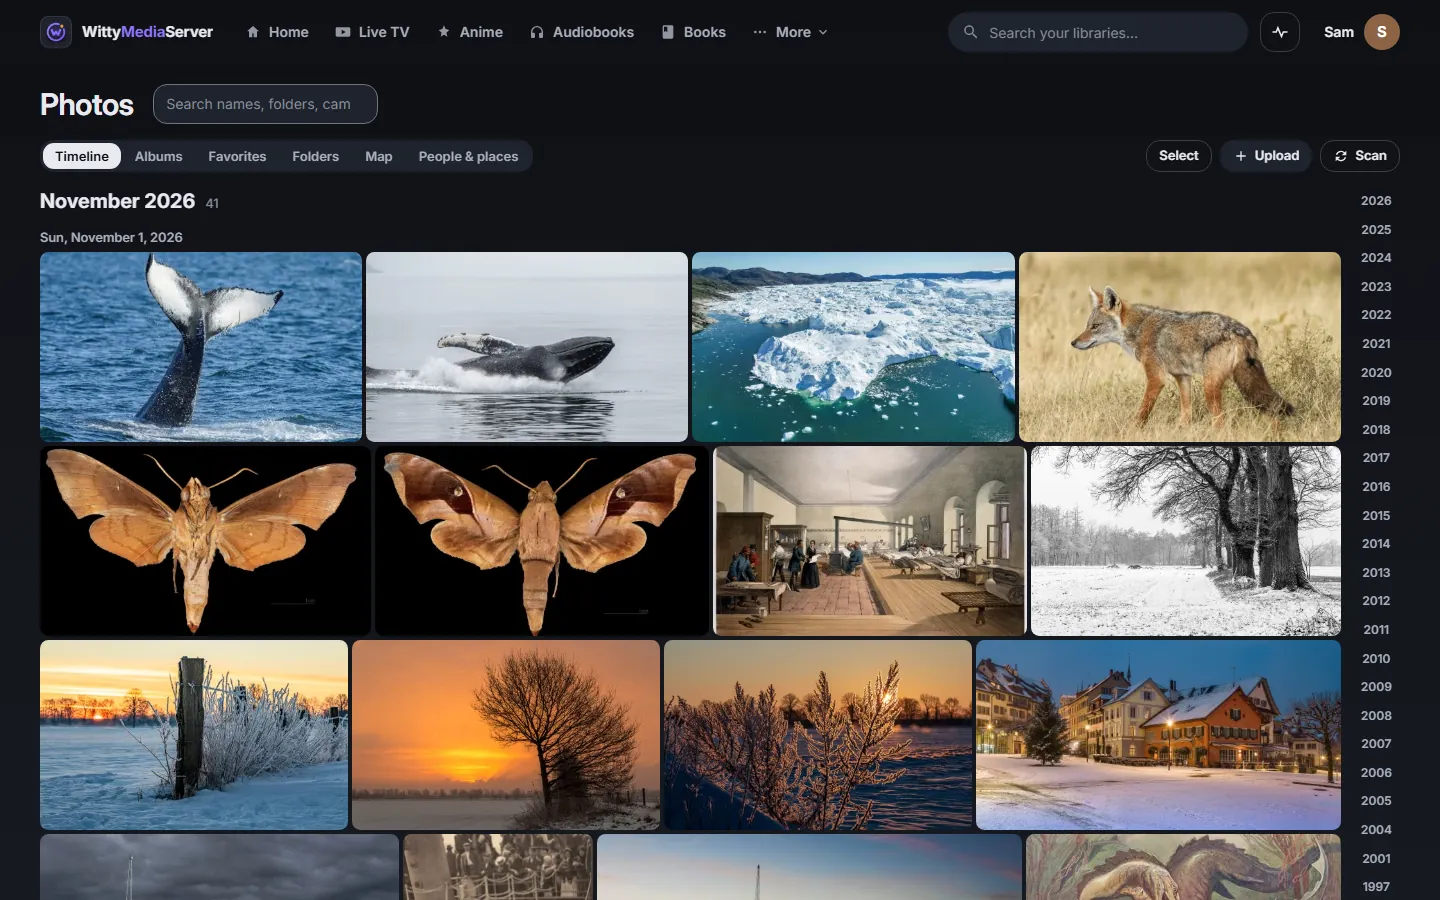 WittyMediaServer
Home
Live TV
Anime
Audiobooks
Books
More
Search your libraries...
Sam
S
Photos
Search names, folders, cam
Timeline
Albums
Favorites
Folders
Map
People & places
Select
Upload
Scan
November 2026 41
Sun, November 1, 2026
2026
2025
2024
2023
2022
2021
2020
2019
2018
2017
2016
2015
2014
2013
2012
2011
2010
2009
2008
2007
2006
2005
2004
2001
1997